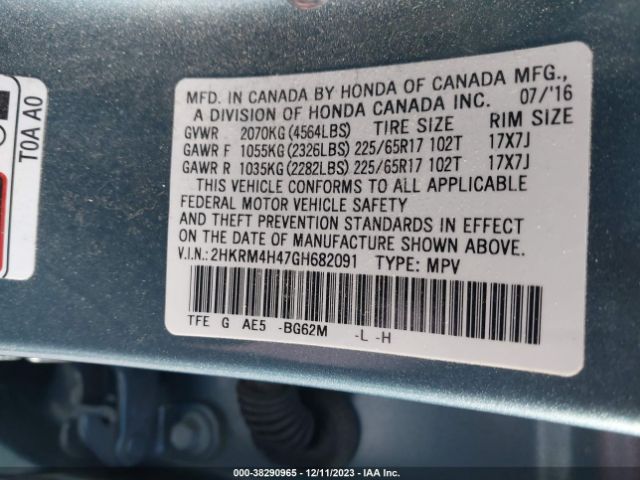 T0A A0
MFD. IN CANADA BY HONDA OF CANADA MFG.,
A DIVISION OF HONDA CANADA INC. 07/'16
GVWR 2070KG(4564LBS) TIRE SIZE RIM SIZE
GAWR F 1055KG(2326LBS) 225/65R17 102T 17X7J
GAWR R 1035KG(2282LBS) 225/65R17 102T 17X7J
THIS VEHICLE CONFORMS TO ALL APPLICABLE
FEDERAL MOTOR VEHICLE SAFETY
AND THEFT PREVENTION STANDARDS IN EFFECT
ON THE DATE OF MANUFACTURE SHOWN ABOVE.
V.I.N.:2HKRM4H47GH682091 TYPE: MPV
TFE G AE5 -BG62M -L -H
000-38290965 - 12/11/2023 - IAA Inc.